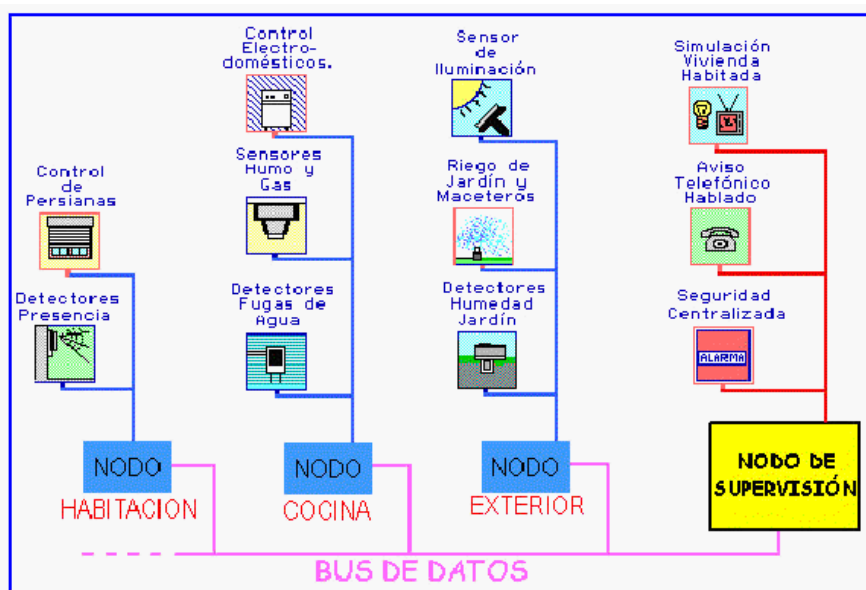 Control
Electro-
domésticos.
Sensor
de
Iluminación
Simulación
Vivienda
Habitada
Control
de
Persianas
Sensores
Humo y
Gas
Riego de
Jardín y
Maceteros
Aviso
Telefónico
Hablado
Detectores
Presencia
Detectores
Fugas de
Agua
Detectores
Humedad
Jardín
Seguridad
Centralizada
ALARMA
NODO
HABITACION
NODO
COCINA
NODO
EXTERIOR
NODO DE
SUPERVISIÓN
BUS DE DATOS